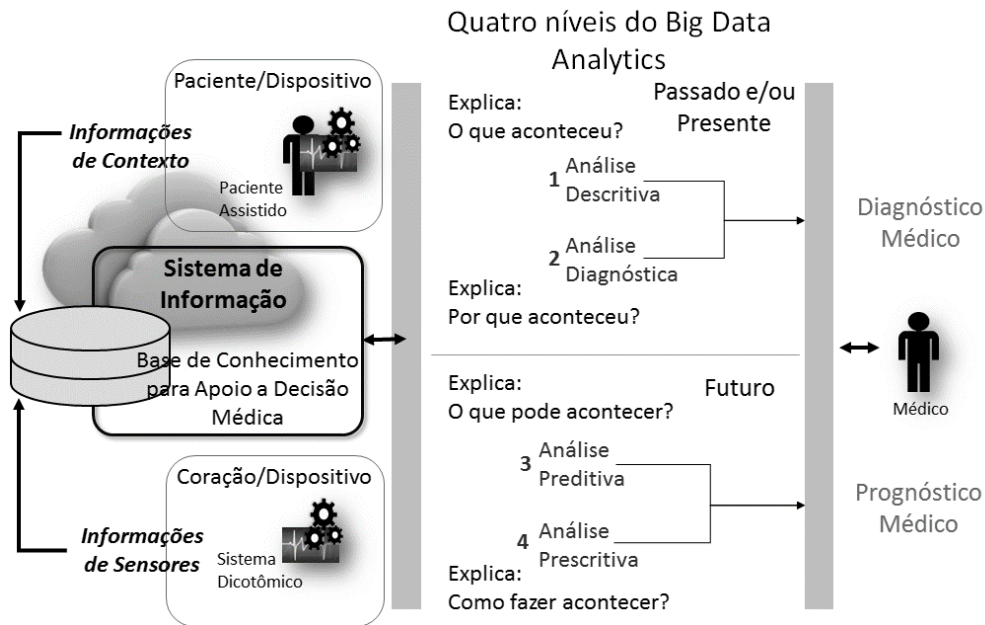 Quatro níveis do Big Data
Analytics
Paciente/Dispositivo
Informações
de Contexto
Paciente
Assistido
Sistema de
Informação
Base de Conhecimento
para Apoio a Decisão
Médica
Coração/Dispositivo
Informações
de Sensores
Sistema
Dicotômico
Explica:
O que aconteceu?
Passado e/ou
Presente
1 Análise
Descritiva
2 Análise
Diagnóstica
Explica:
Por que aconteceu?
Explica:
O que pode acontecer?
Futuro
3 Análise
Preditiva
4 Análise
Prescritiva
Explica:
Como fazer acontecer?
Diagnóstico
Médico
Médico
Prognóstico
Médico